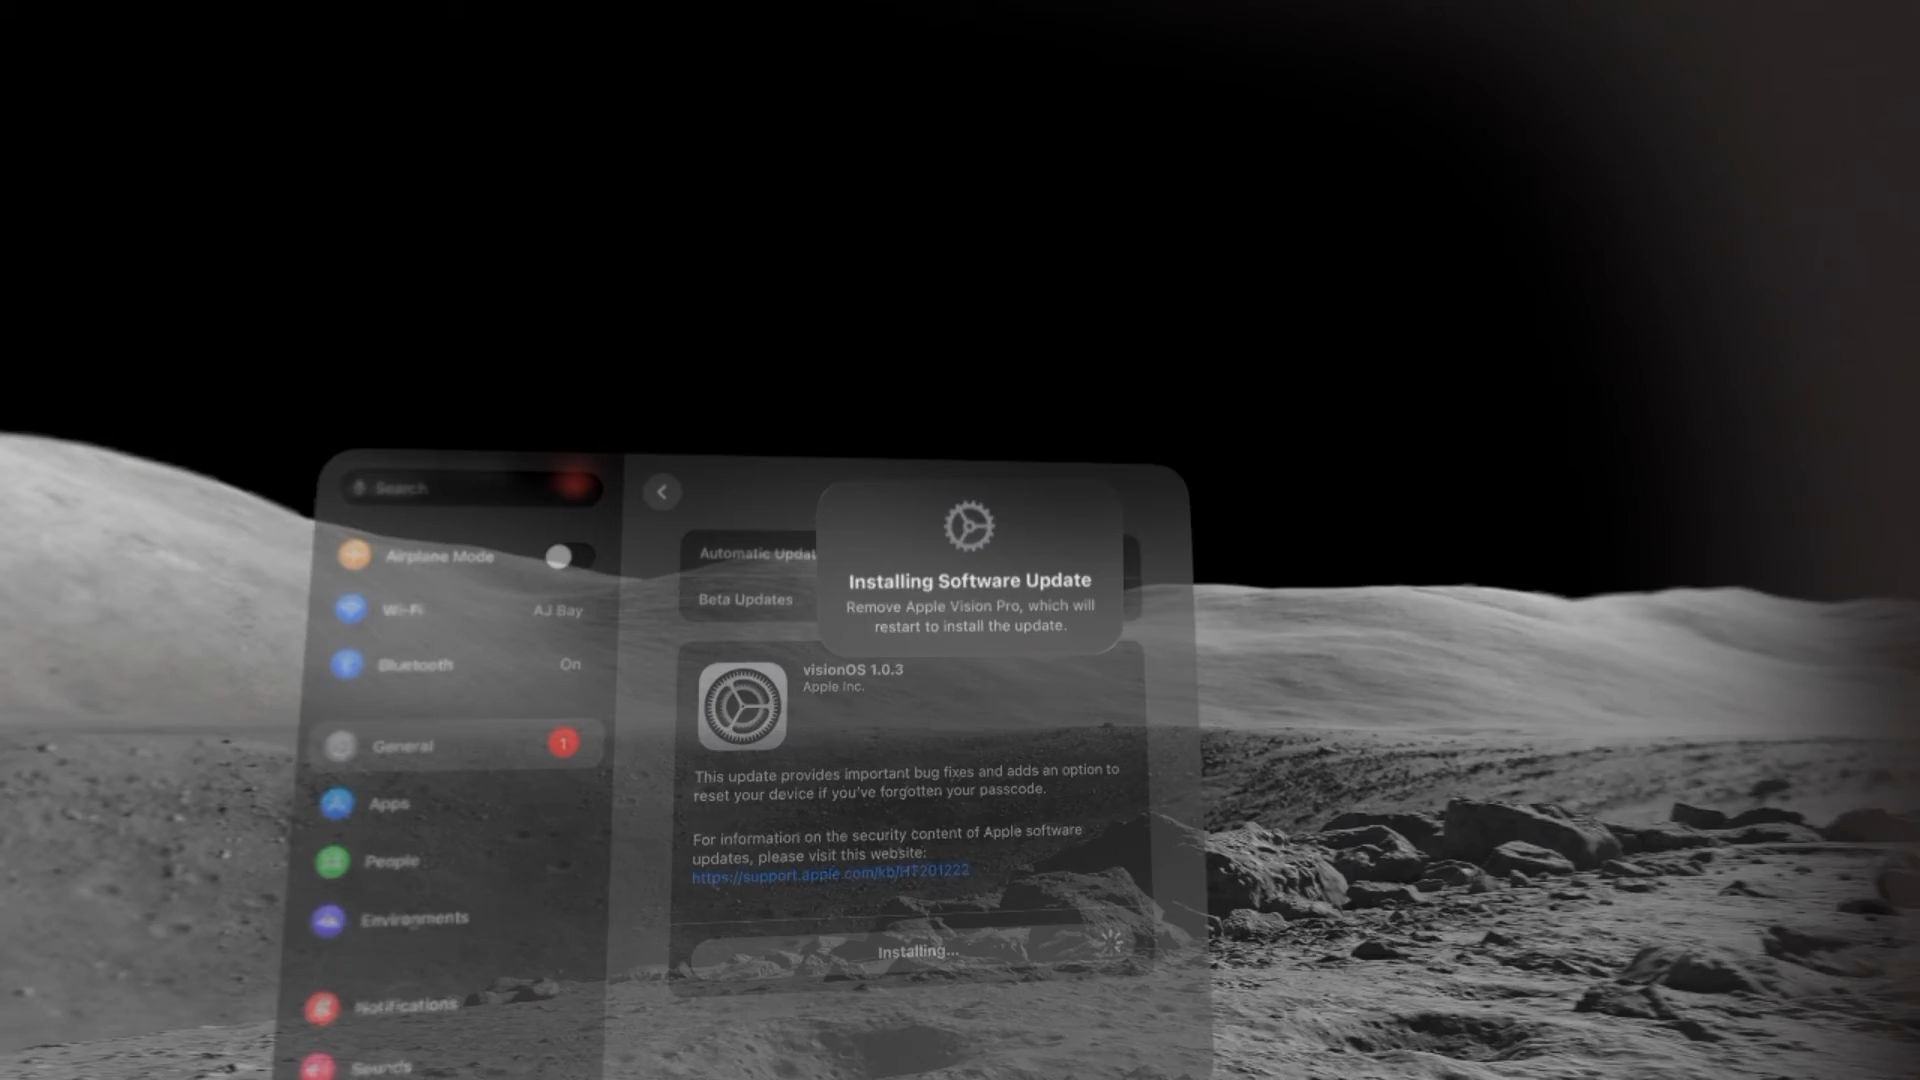 Search
Airplane Mode
Wi-Fi AJ Bay
Bluetooth On
General 1
Apps
People
Environments
Notifications
Sounds
Automatic Updat
Beta Updates
Installing Software Update
Remove Apple Vision Pro, which will
restart to install the update.
visionOS 1.0.3
Apple Inc.
This update provides important bug fixes and adds an option to
reset your device if you've forgotten your passcode.
For information on the security content of Apple software
updates, please visit this website:
https://support.apple.com/kb/HT201222
Installing...